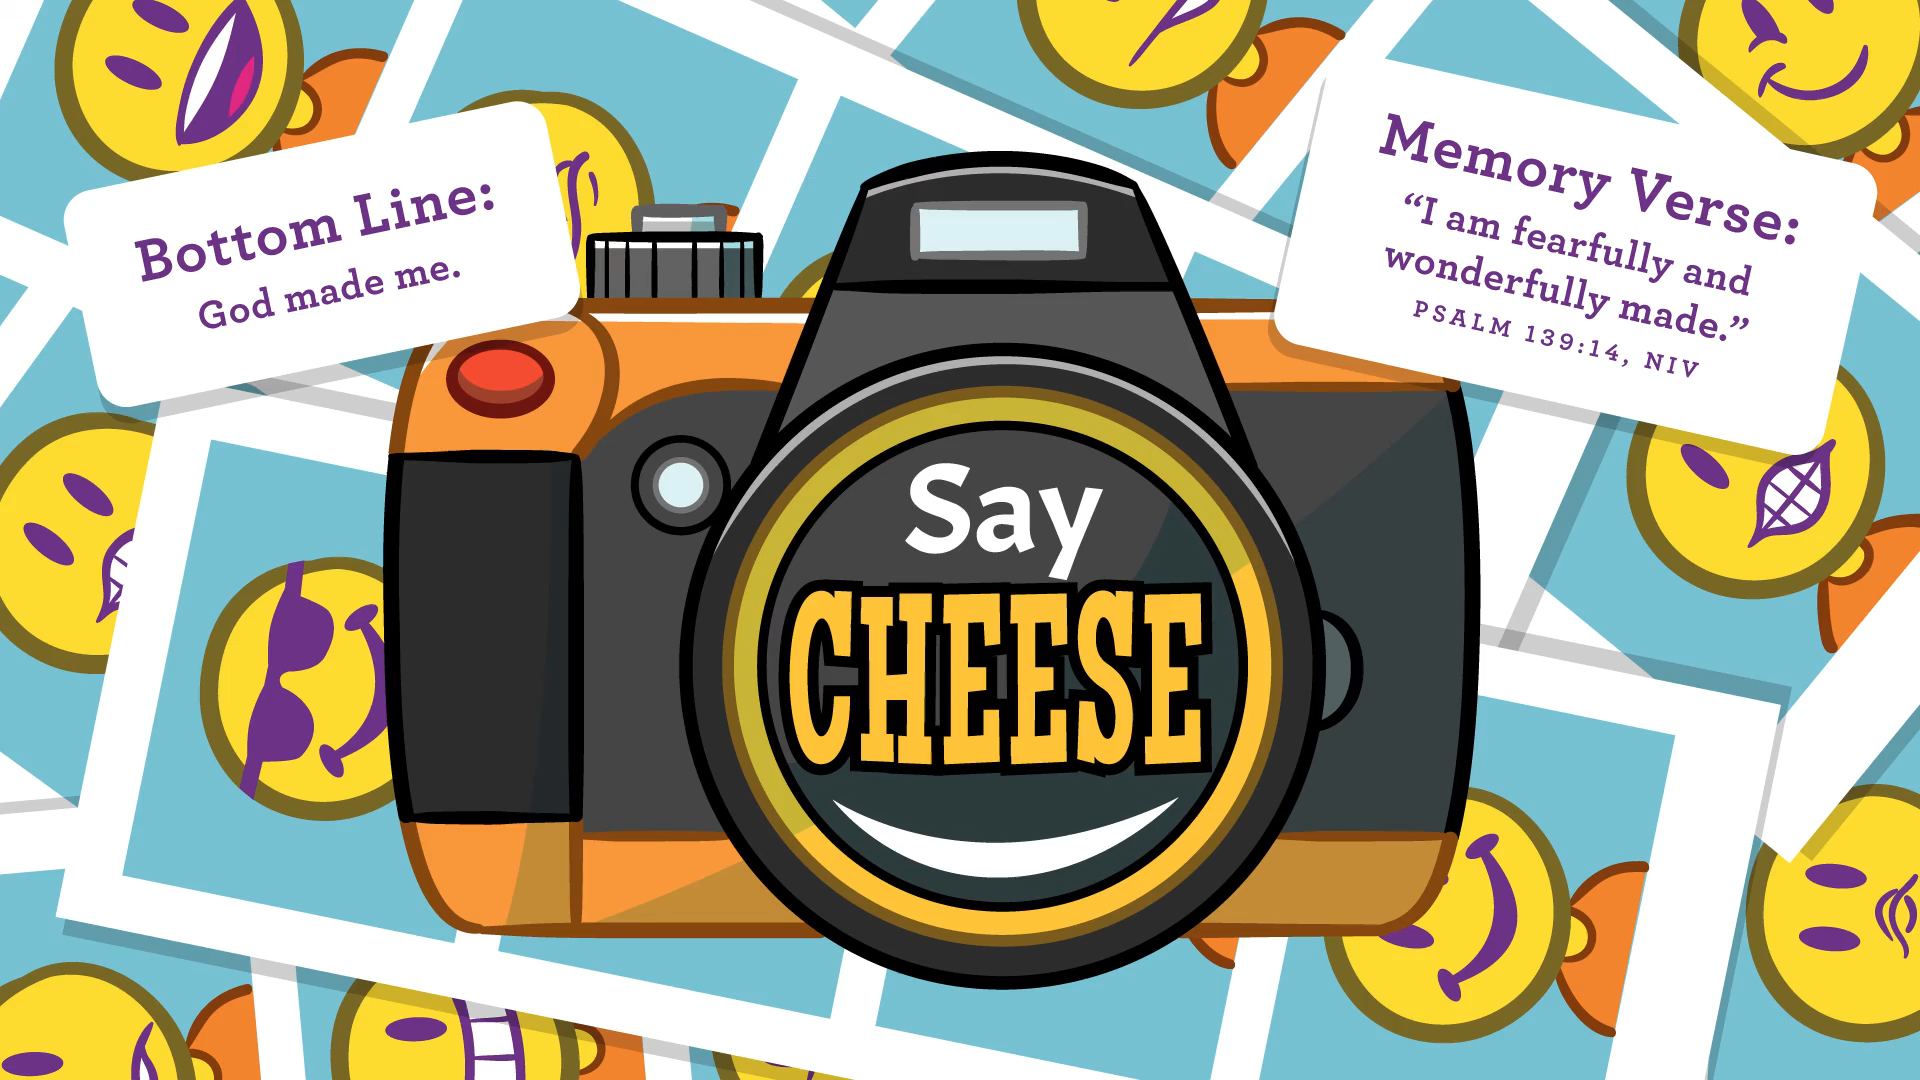 Bottom Line:
God made me.
Memory Verse:
“I am fearfully and
wonderfully made.”
PSALM 139:14, NIV
Say
CHEESE